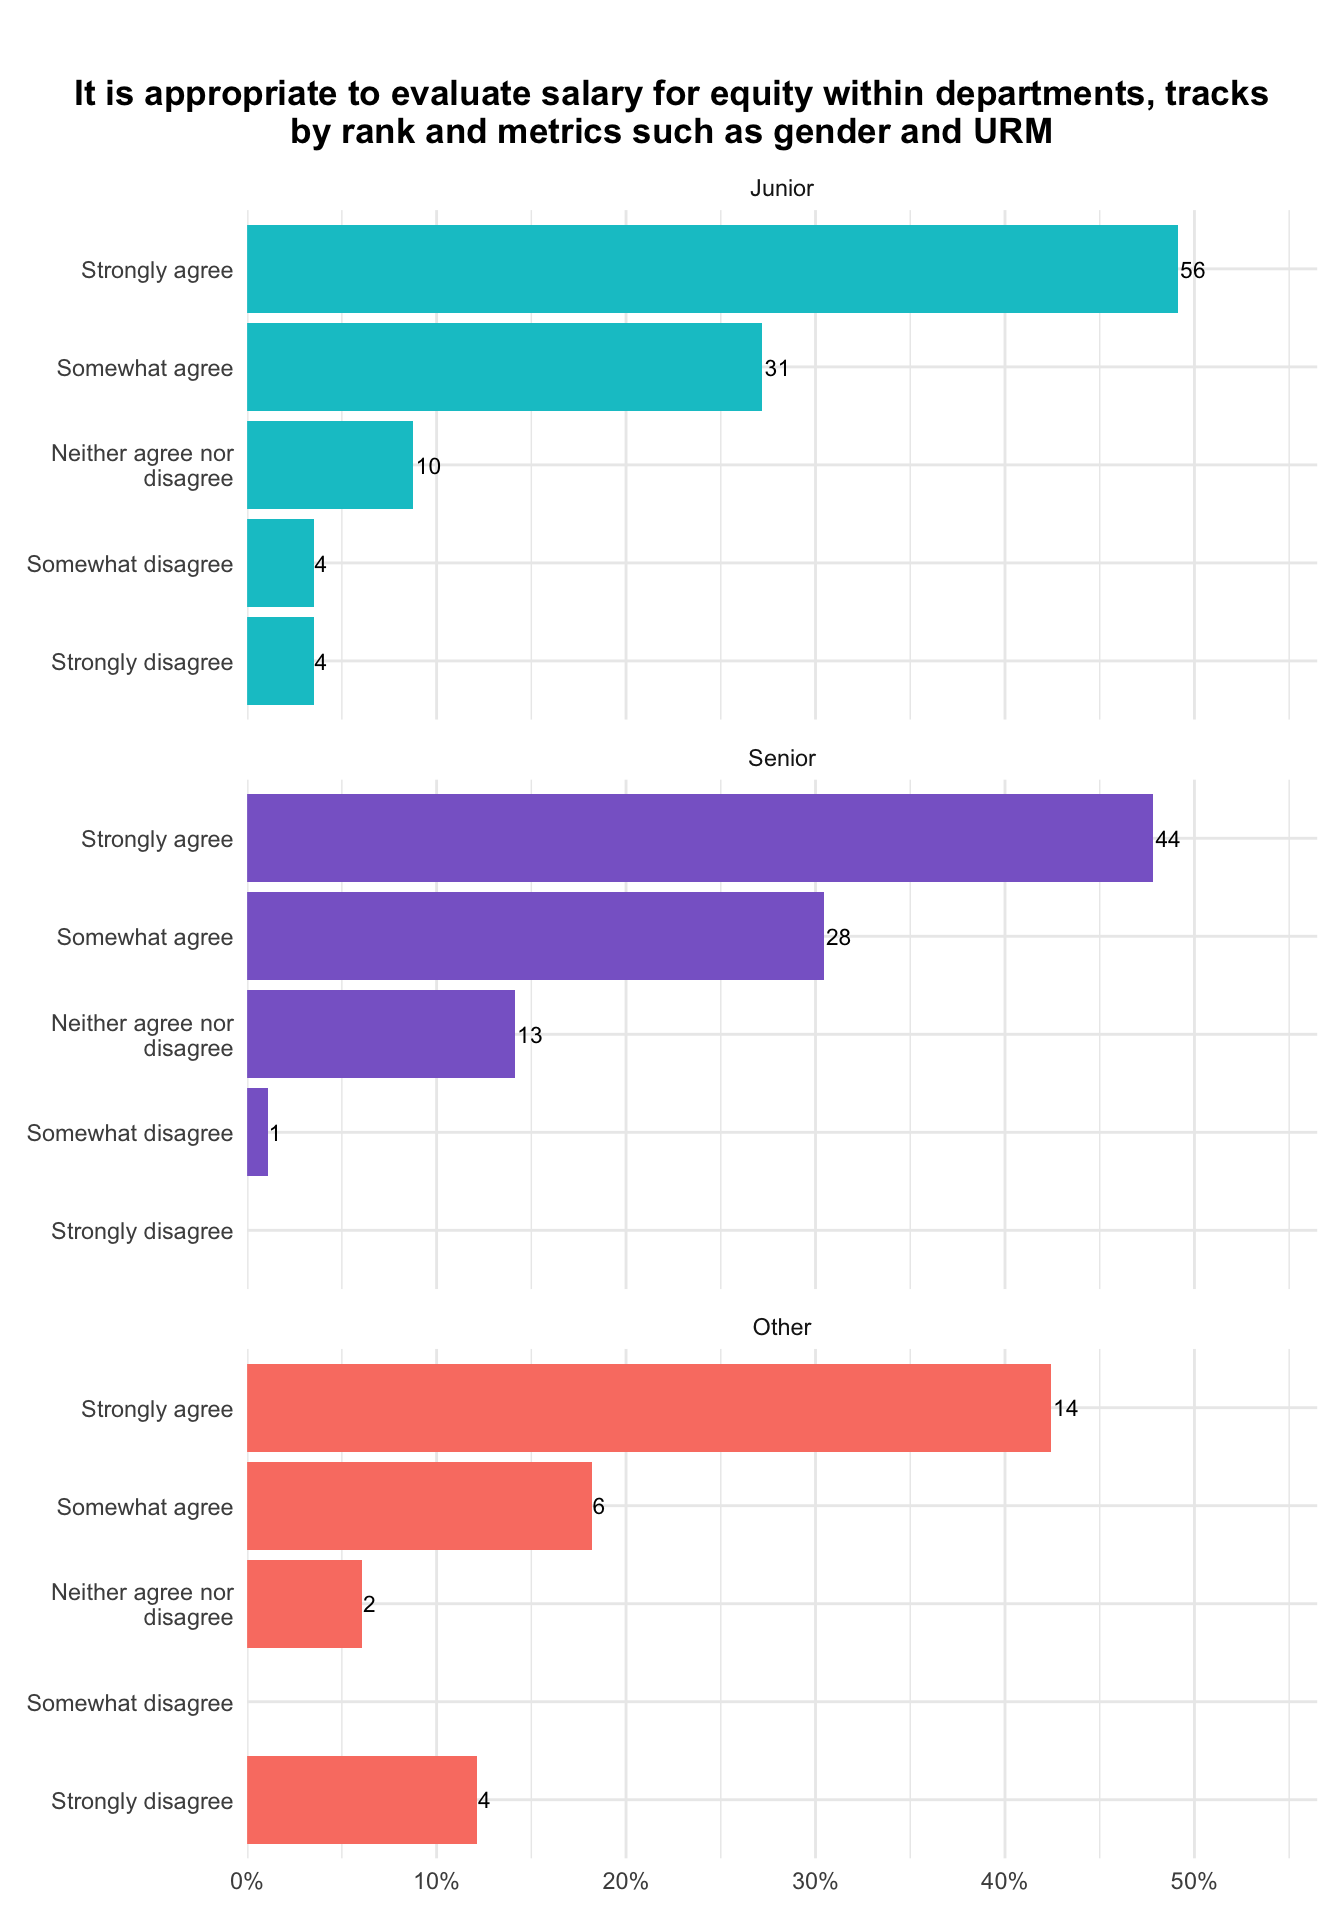 It is appropriate to evaluate salary for equity within departments, tracks
by rank and metrics such as gender and URM
Junior
Strongly agree
56
Somewhat agree
31
Neither agree nor
disagree
10
Somewhat disagree
4
Strongly disagree
4
Senior
Strongly agree
44
Somewhat agree
28
Neither agree nor
disagree
13
Somewhat disagree
1
Strongly disagree
Other
Strongly agree
14
Somewhat agree
6
Neither agree nor
disagree
2
Somewhat disagree
Strongly disagree
4
0% 10% 20% 30% 40% 50%